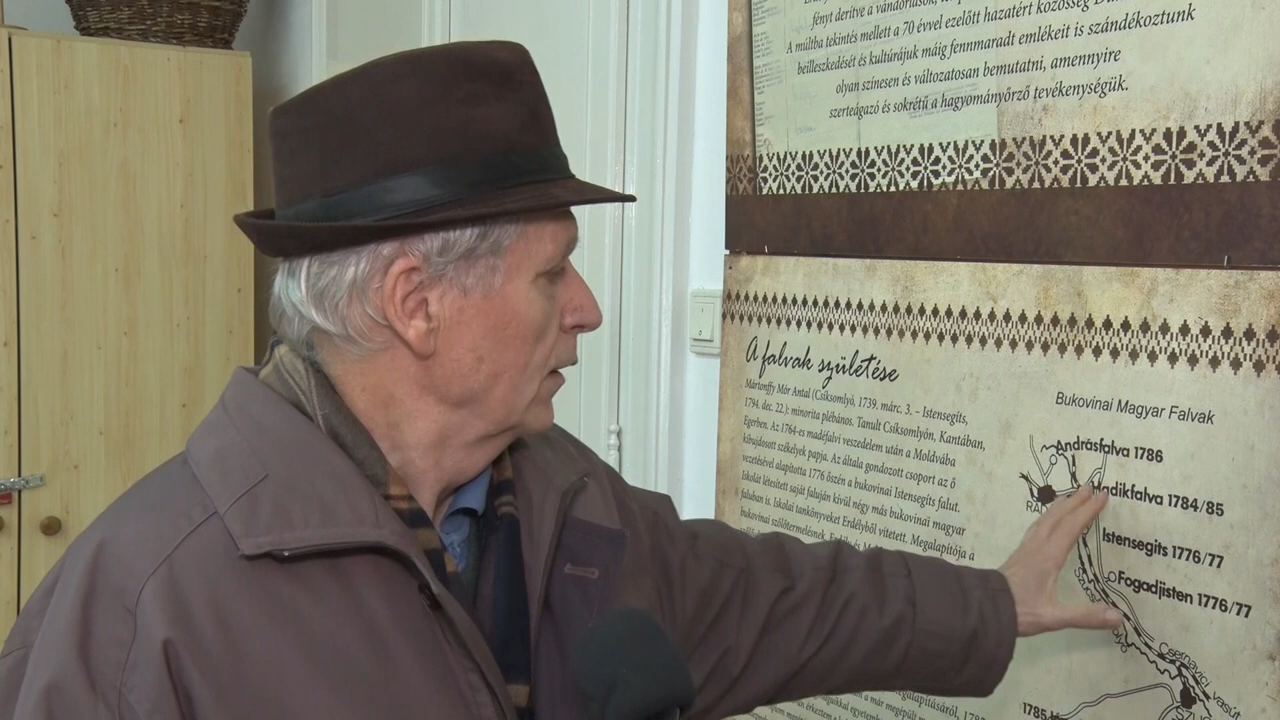 fényt derítve a vándorlások,
A múltba tekintés mellett a 70 évvel ezelőtt hazatért közösség
beilleszkedését és kultúrájuk máig fennmaradt emlékeit is szándékoztunk
olyan színesen és változatosan bemutatni, amennyire
szerteágazó és sokrétű a hagyományőrző tevékenységük.
A falvak születése
Mártonffy Mór Antal (Csíksomlyó, 1739. márc. 3. – Istensegíts,
1794. dec. 22.): minorita plébános. Tanult Csíksomlyón, Kantában,
Egerben. Az 1764-es madéfalvi veszedelem után a Moldvába
kibujdosott székelyek papja. Az általa gondozott csoport az ő
vezetésével alapította 1776 őszén a bukovinai Istensegíts falut.
Iskolát létesített saját faluján kívül négy más bukovinai magyar
faluban is. Iskolai tankönyveket Erdélyből vitetett. Megalapítója a
bukovinai szőlőtermelésnek.
Bukovinai Magyar Falvak
Andrásfalva 1786
adikfalva 1784/85
Istensegits 1776/77
Fogadjisten 1776/77
Csernavici vasút
1785